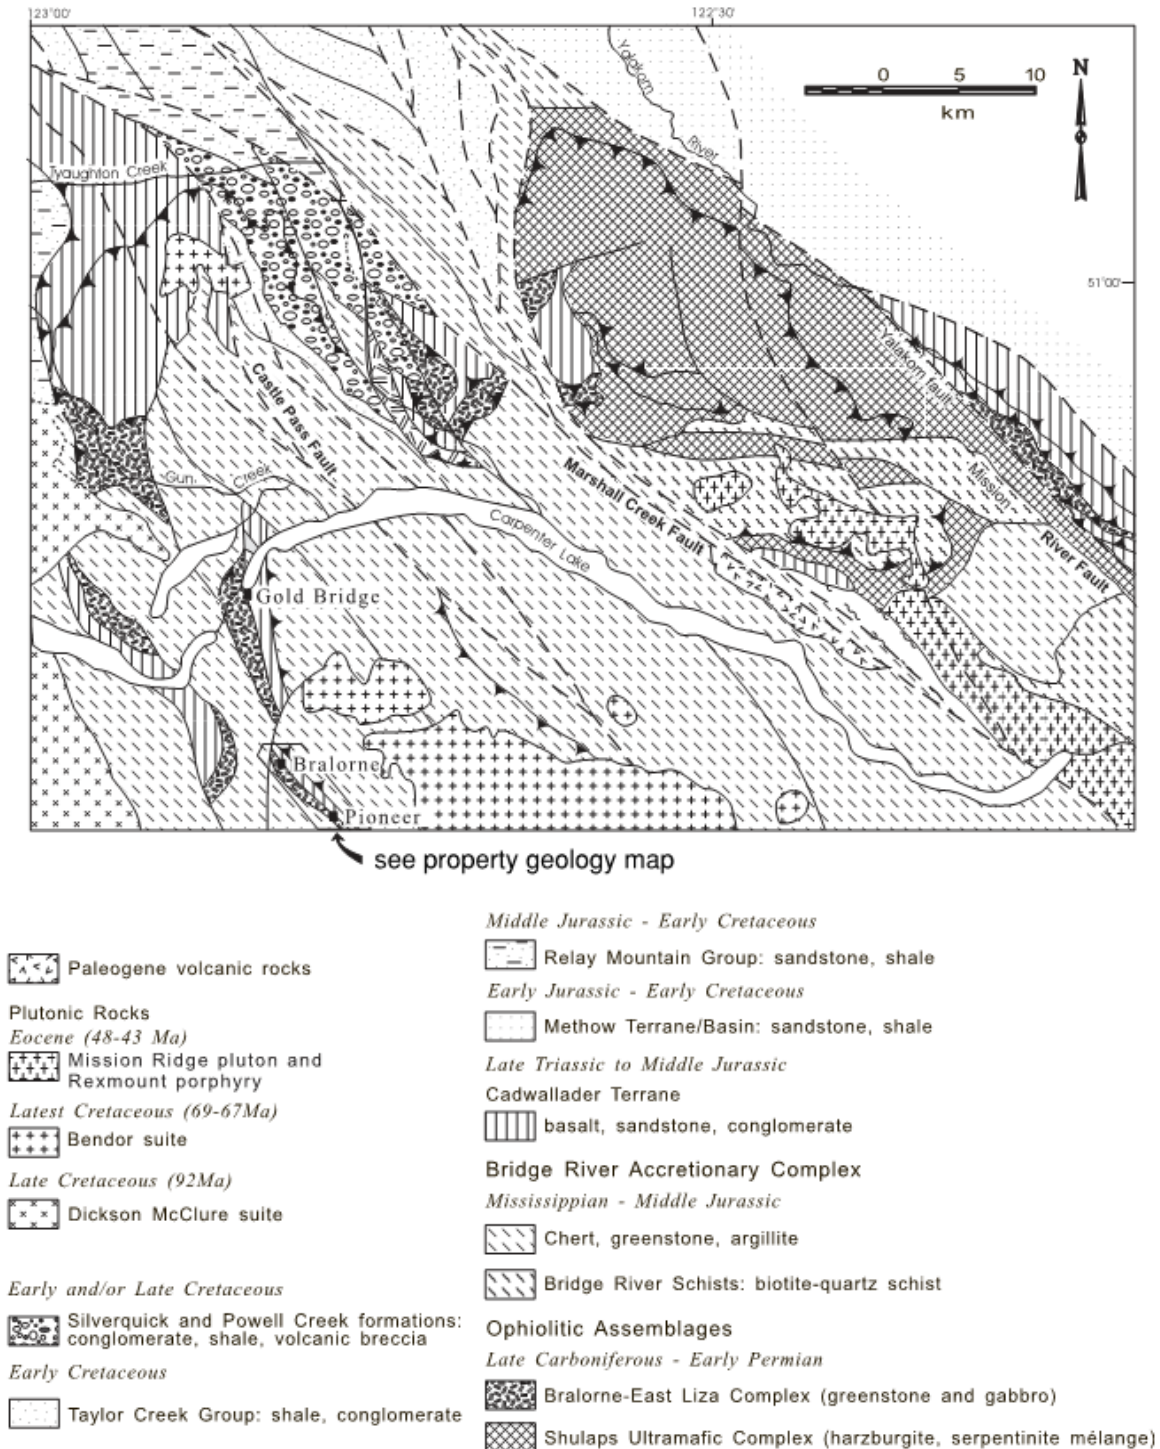 123°00'
122°30'
Yalakom
River
0 5 10
km
N
Tyaughton Creek
51°00'
Yalakom fault
Castle Pass Fault
Gun Creek
Marshall Creek Fault
Carpenter Lake
Mission
River Fault
Gold Bridge
Bralorne
Pioneer
see property geology map
Paleogene volcanic rocks
Plutonic Rocks
Eocene (48-43 Ma)
Mission Ridge pluton and
Rexmount porphyry
Latest Cretaceous (69-67Ma)
Bendor suite
Late Cretaceous (92Ma)
Dickson McClure suite
Early and/or Late Cretaceous
Silverquick and Powell Creek formations:
conglomerate, shale, volcanic breccia
Early Cretaceous
Taylor Creek Group: shale, conglomerate
Middle Jurassic - Early Cretaceous
Relay Mountain Group: sandstone, shale
Early Jurassic - Early Cretaceous
Methow Terrane/Basin: sandstone, shale
Late Triassic to Middle Jurassic
Cadwallader Terrane
basalt, sandstone, conglomerate
Bridge River Accretionary Complex
Mississippian - Middle Jurassic
Chert, greenstone, argillite
Bridge River Schists: biotite-quartz schist
Ophiolitic Assemblages
Late Carboniferous - Early Permian
Bralorne-East Liza Complex (greenstone and gabbro)
Shulaps Ultramafic Complex (harzburgite, serpentinite mélange)